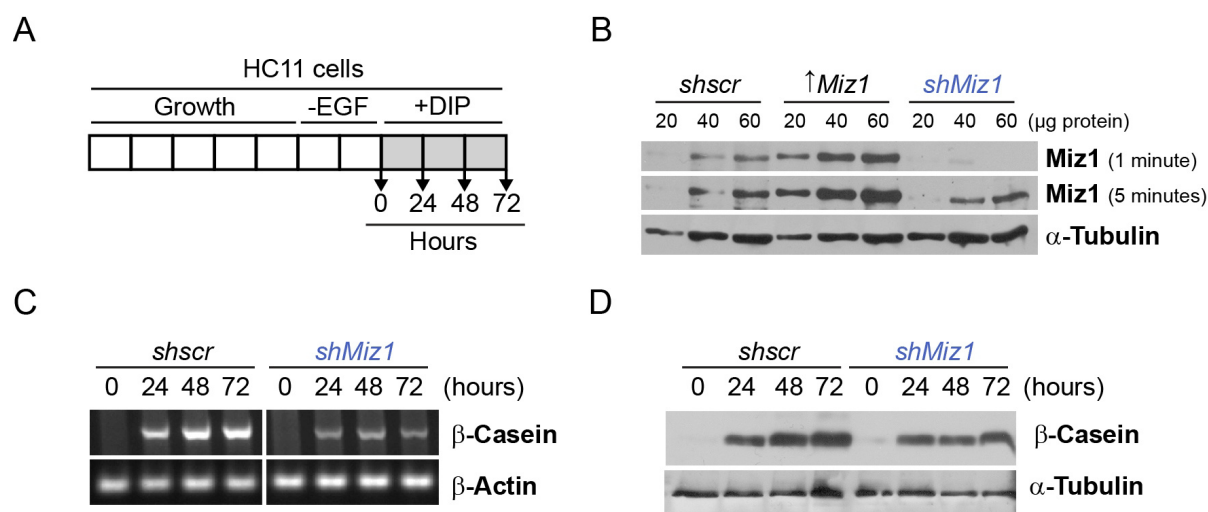 A
HC11 cells
Growth -EGF +DIP
0 24 48 72
Hours
B
shscr ↑Miz1 shMiz1
20 40 60 20 40 60 20 40 60 (µg protein)
Miz1 (1 minute)
Miz1 (5 minutes)
α-Tubulin
C
shscr shMiz1
0 24 48 72 0 24 48 72 (hours)
β-Casein
β-Actin
D
shscr shMiz1
0 24 48 72 0 24 48 72 (hours)
β-Casein
α-Tubulin